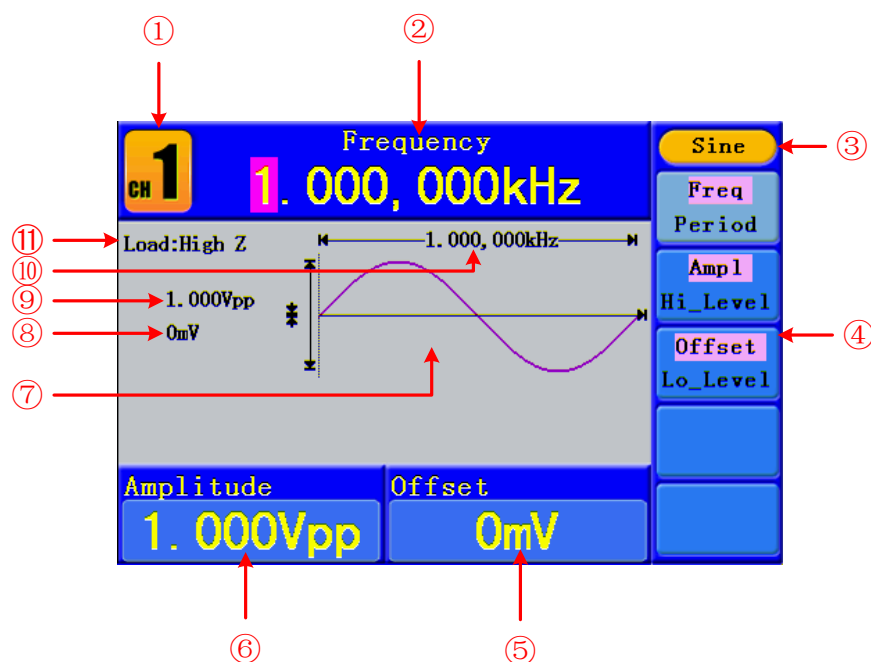 ① ②
Frequency
CH 1
1.000,000kHz
Sine
③
Freq
Period
⑪
Load:High Z
1.000,000kHz
⑩
Ampl
Hi_Level
⑨
1.000Vpp
⑧
0mV
Offset
Lo_Level
④
⑦
Amplitude
Offset
1.000Vpp
0mV
⑥ ⑤